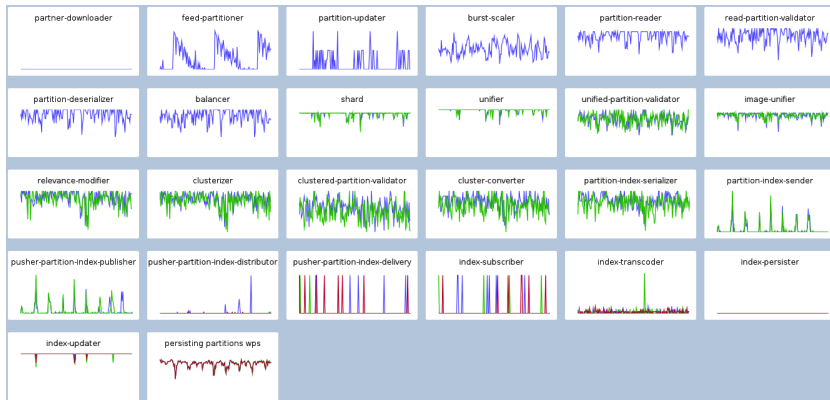 partner-downloader
feed-partitioner
partition-updater
burst-scaler
partition-reader
read-partition-validator
partition-deserializer
balancer
shard
unifier
unified-partition-validator
image-unifier
relevance-modifier
clusterizer
clustered-partition-validator
cluster-converter
partition-index-serializer
partition-index-sender
pusher-partition-index-publisher
pusher-partition-index-distributor
pusher-partition-index-delivery
index-subscriber
index-transcoder
index-persister
index-updater
persisting partitions wps